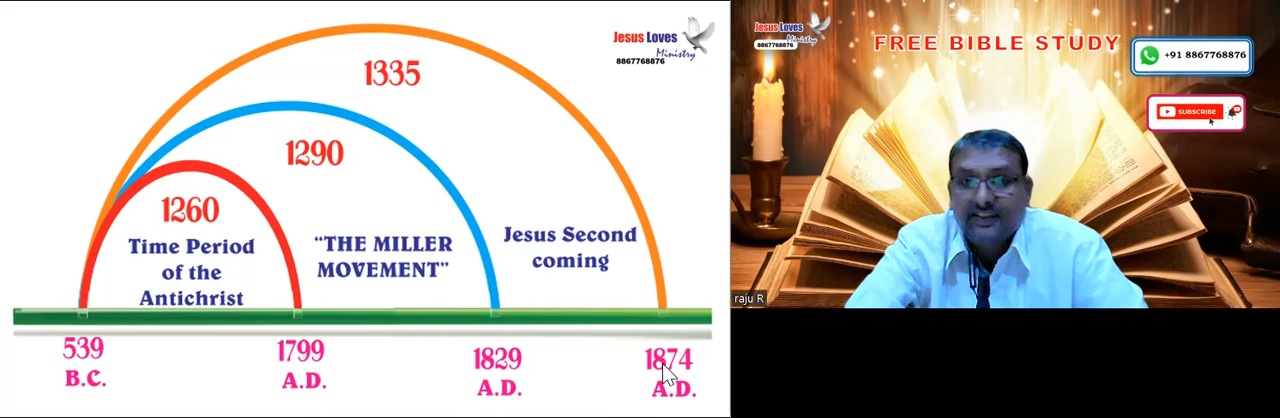 Jesus Loves
Ministry
8867768876
1335
1290
1260
Time Period
of the
Antichrist
"THE MILLER
MOVEMENT"
Jesus Second
coming
539
B.C.
1799
A.D.
1829
A.D.
1874
A.D.
Jesus Loves
Ministry
8867768876
FREE BIBLE STUDY
+91 8867768876
SUBSCRIBE
raju R